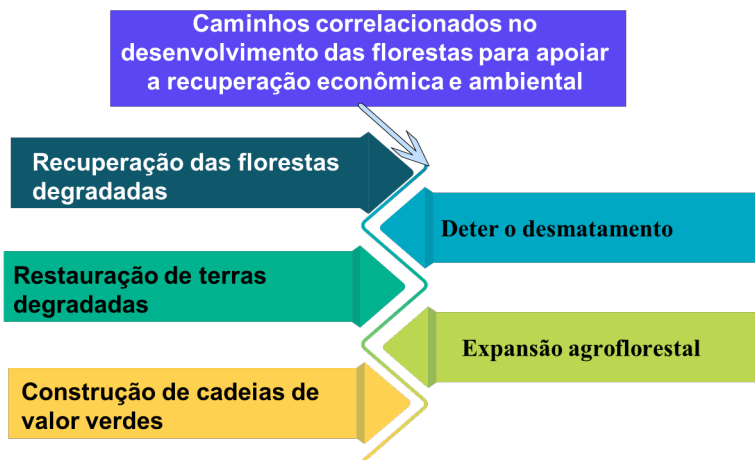 Caminhos correlacionados no
desenvolvimento das florestas para apoiar
a recuperação econômica e ambiental
Recuperação das florestas
degradadas
Deter o desmatamento
Restauração de terras
degradadas
Expansão agroflorestal
Construção de cadeias de
valor verdes